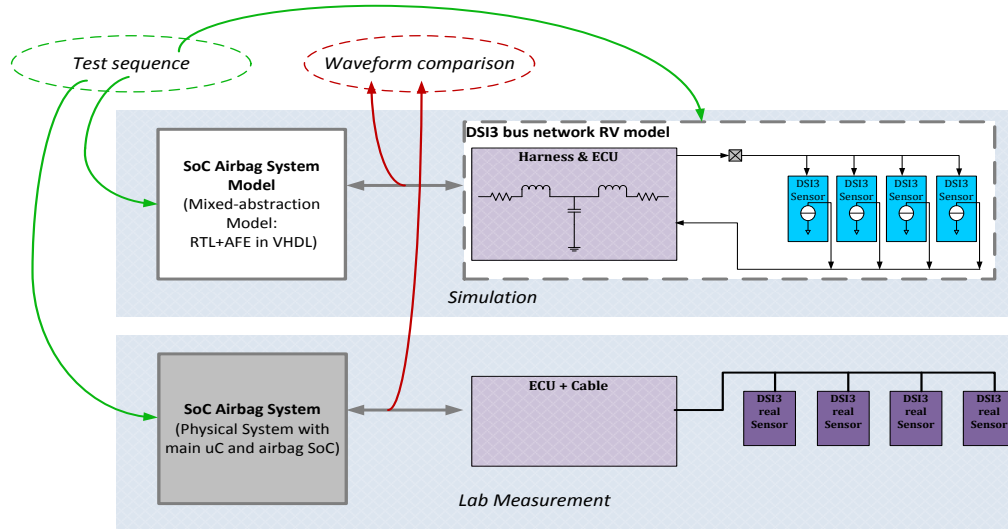 Test sequence
Waveform comparison
DSI3 bus network RV model
Harness & ECU
SoC Airbag System
Model
(Mixed-abstraction
Model:
RTL+AFE in VHDL)
DSI3
Sensor
DSI3
Sensor
DSI3
Sensor
DSI3
Sensor
Simulation
ECU + Cable
SoC Airbag System
(Physical System with
main uC and airbag SoC)
DSI3
real
Sensor
DSI3
real
Sensor
DSI3
real
Sensor
DSI3
real
Sensor
Lab Measurement